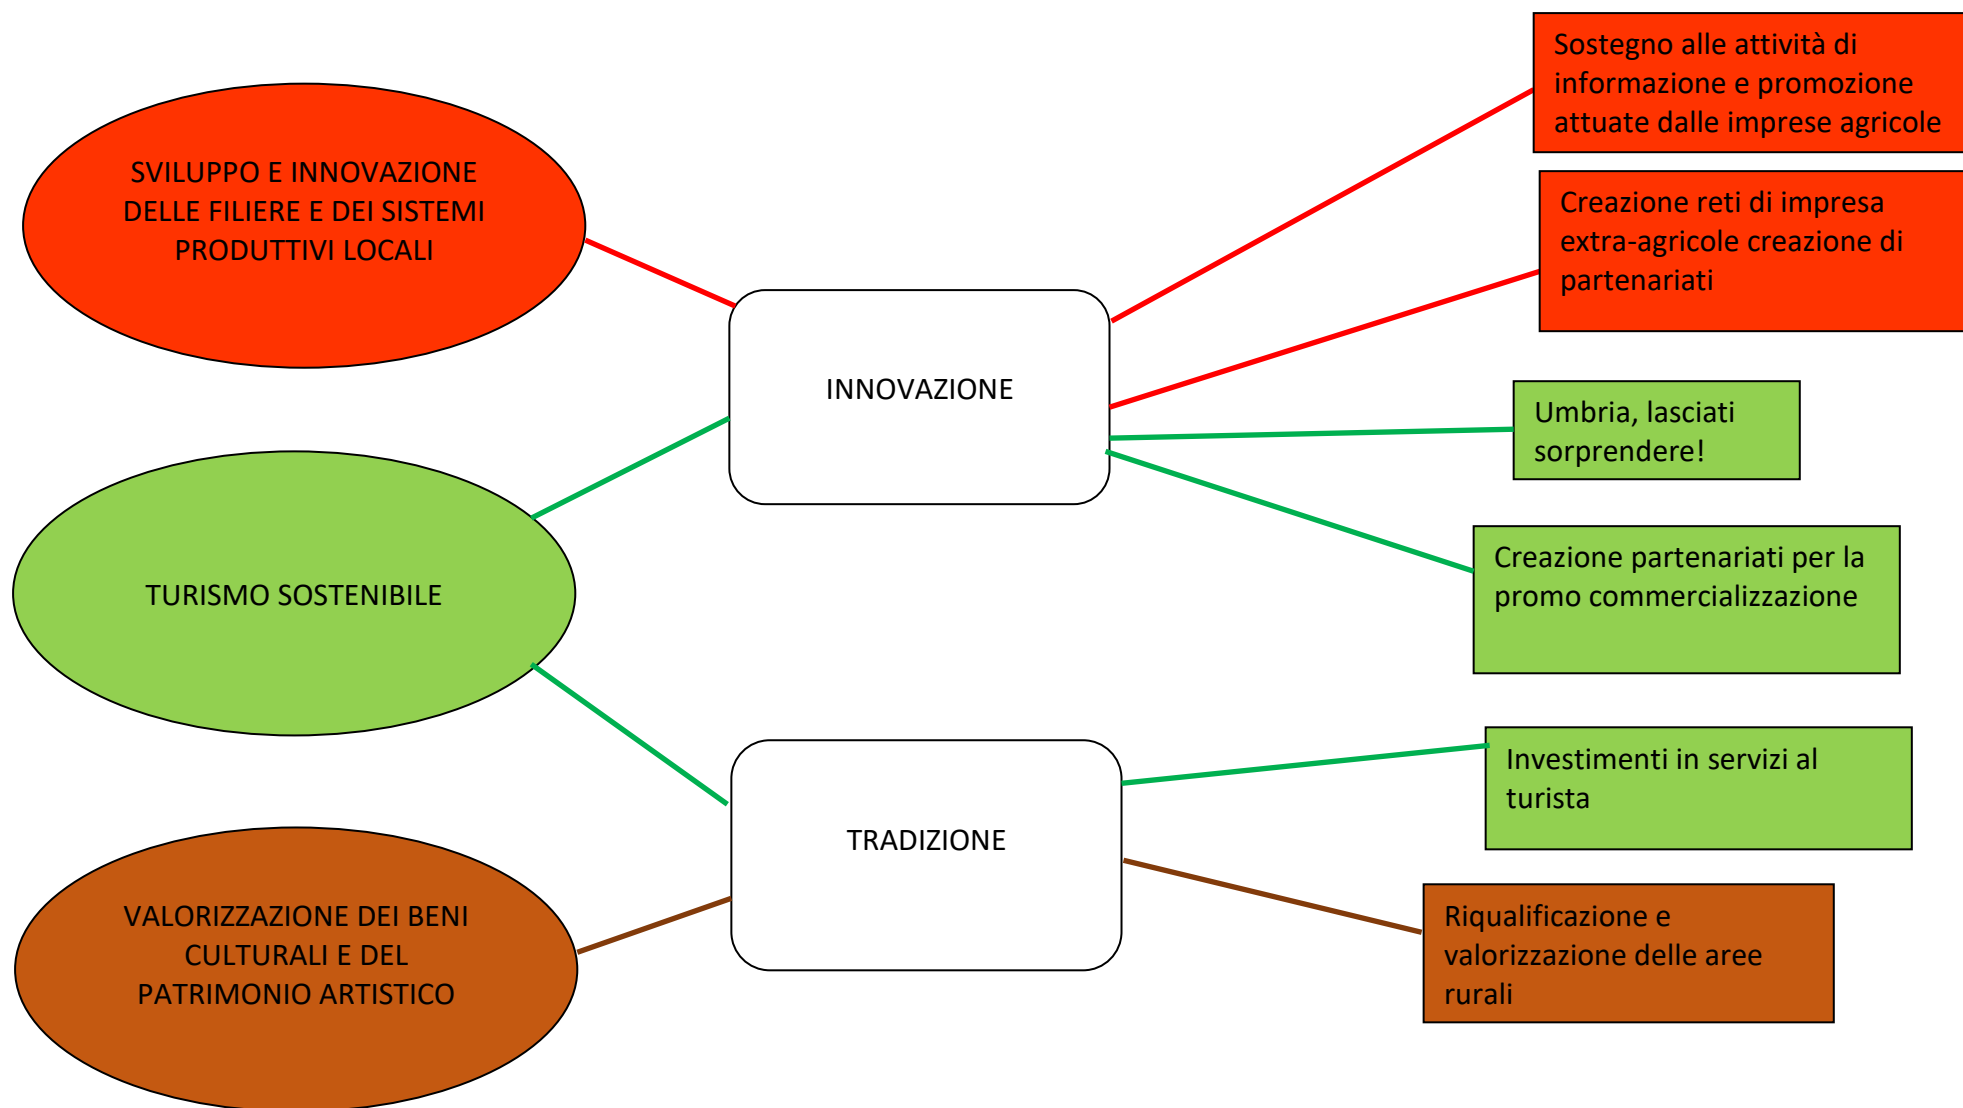 SVILUPPO E INNOVAZIONE
DELLE FILIERE E DEI SISTEMI
PRODUTTIVI LOCALI
TURISMO SOSTENIBILE
VALORIZZAZIONE DEI BENI
CULTURALI E DEL
PATRIMONIO ARTISTICO
INNOVAZIONE
TRADIZIONE
Sostegno alle attività di
informazione e promozione
attuate dalle imprese agricole
Creazione reti di impresa
extra-agricole creazione di
partenariati
Umbria, lasciati
sorprendere!
Creazione partenariati per la
promo commercializzazione
Investimenti in servizi al
turista
Riqualificazione e
valorizzazione delle aree
rurali